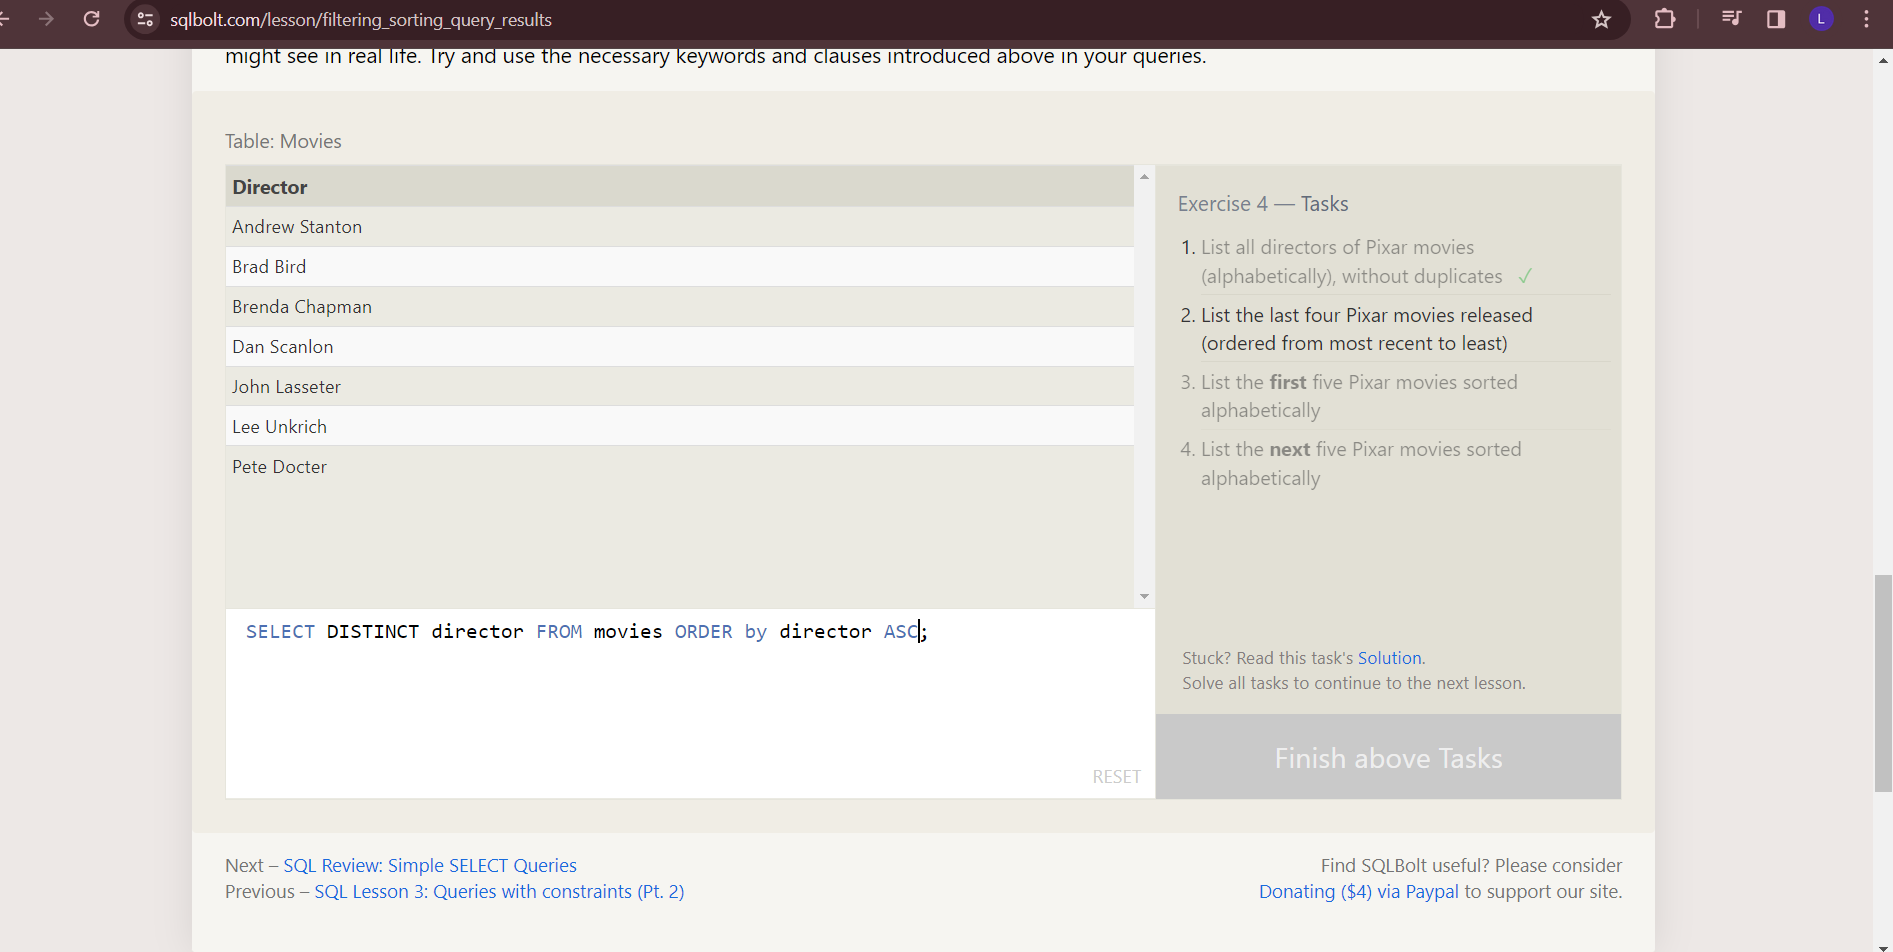 sqlbolt.com/lesson/filtering_sorting_query_results
L
might see in real life. Try and use the necessary keywords and clauses introduced above in your queries.
Table: Movies
Director
Andrew Stanton
Brad Bird
Brenda Chapman
Dan Scanlon
John Lasseter
Lee Unkrich
Pete Docter
SELECT DISTINCT director FROM movies ORDER by director ASC;
RESET
Exercise 4 — Tasks
1. List all directors of Pixar movies
(alphabetically), without duplicates ✓
2. List the last four Pixar movies released
(ordered from most recent to least)
3. List the first five Pixar movies sorted
alphabetically
4. List the next five Pixar movies sorted
alphabetically
Stuck? Read this task's Solution.
Solve all tasks to continue to the next lesson.
Finish above Tasks
Next – SQL Review: Simple SELECT Queries
Previous – SQL Lesson 3: Queries with constraints (Pt. 2)
Find SQLBolt useful? Please consider
Donating ($4) via Paypal to support our site.